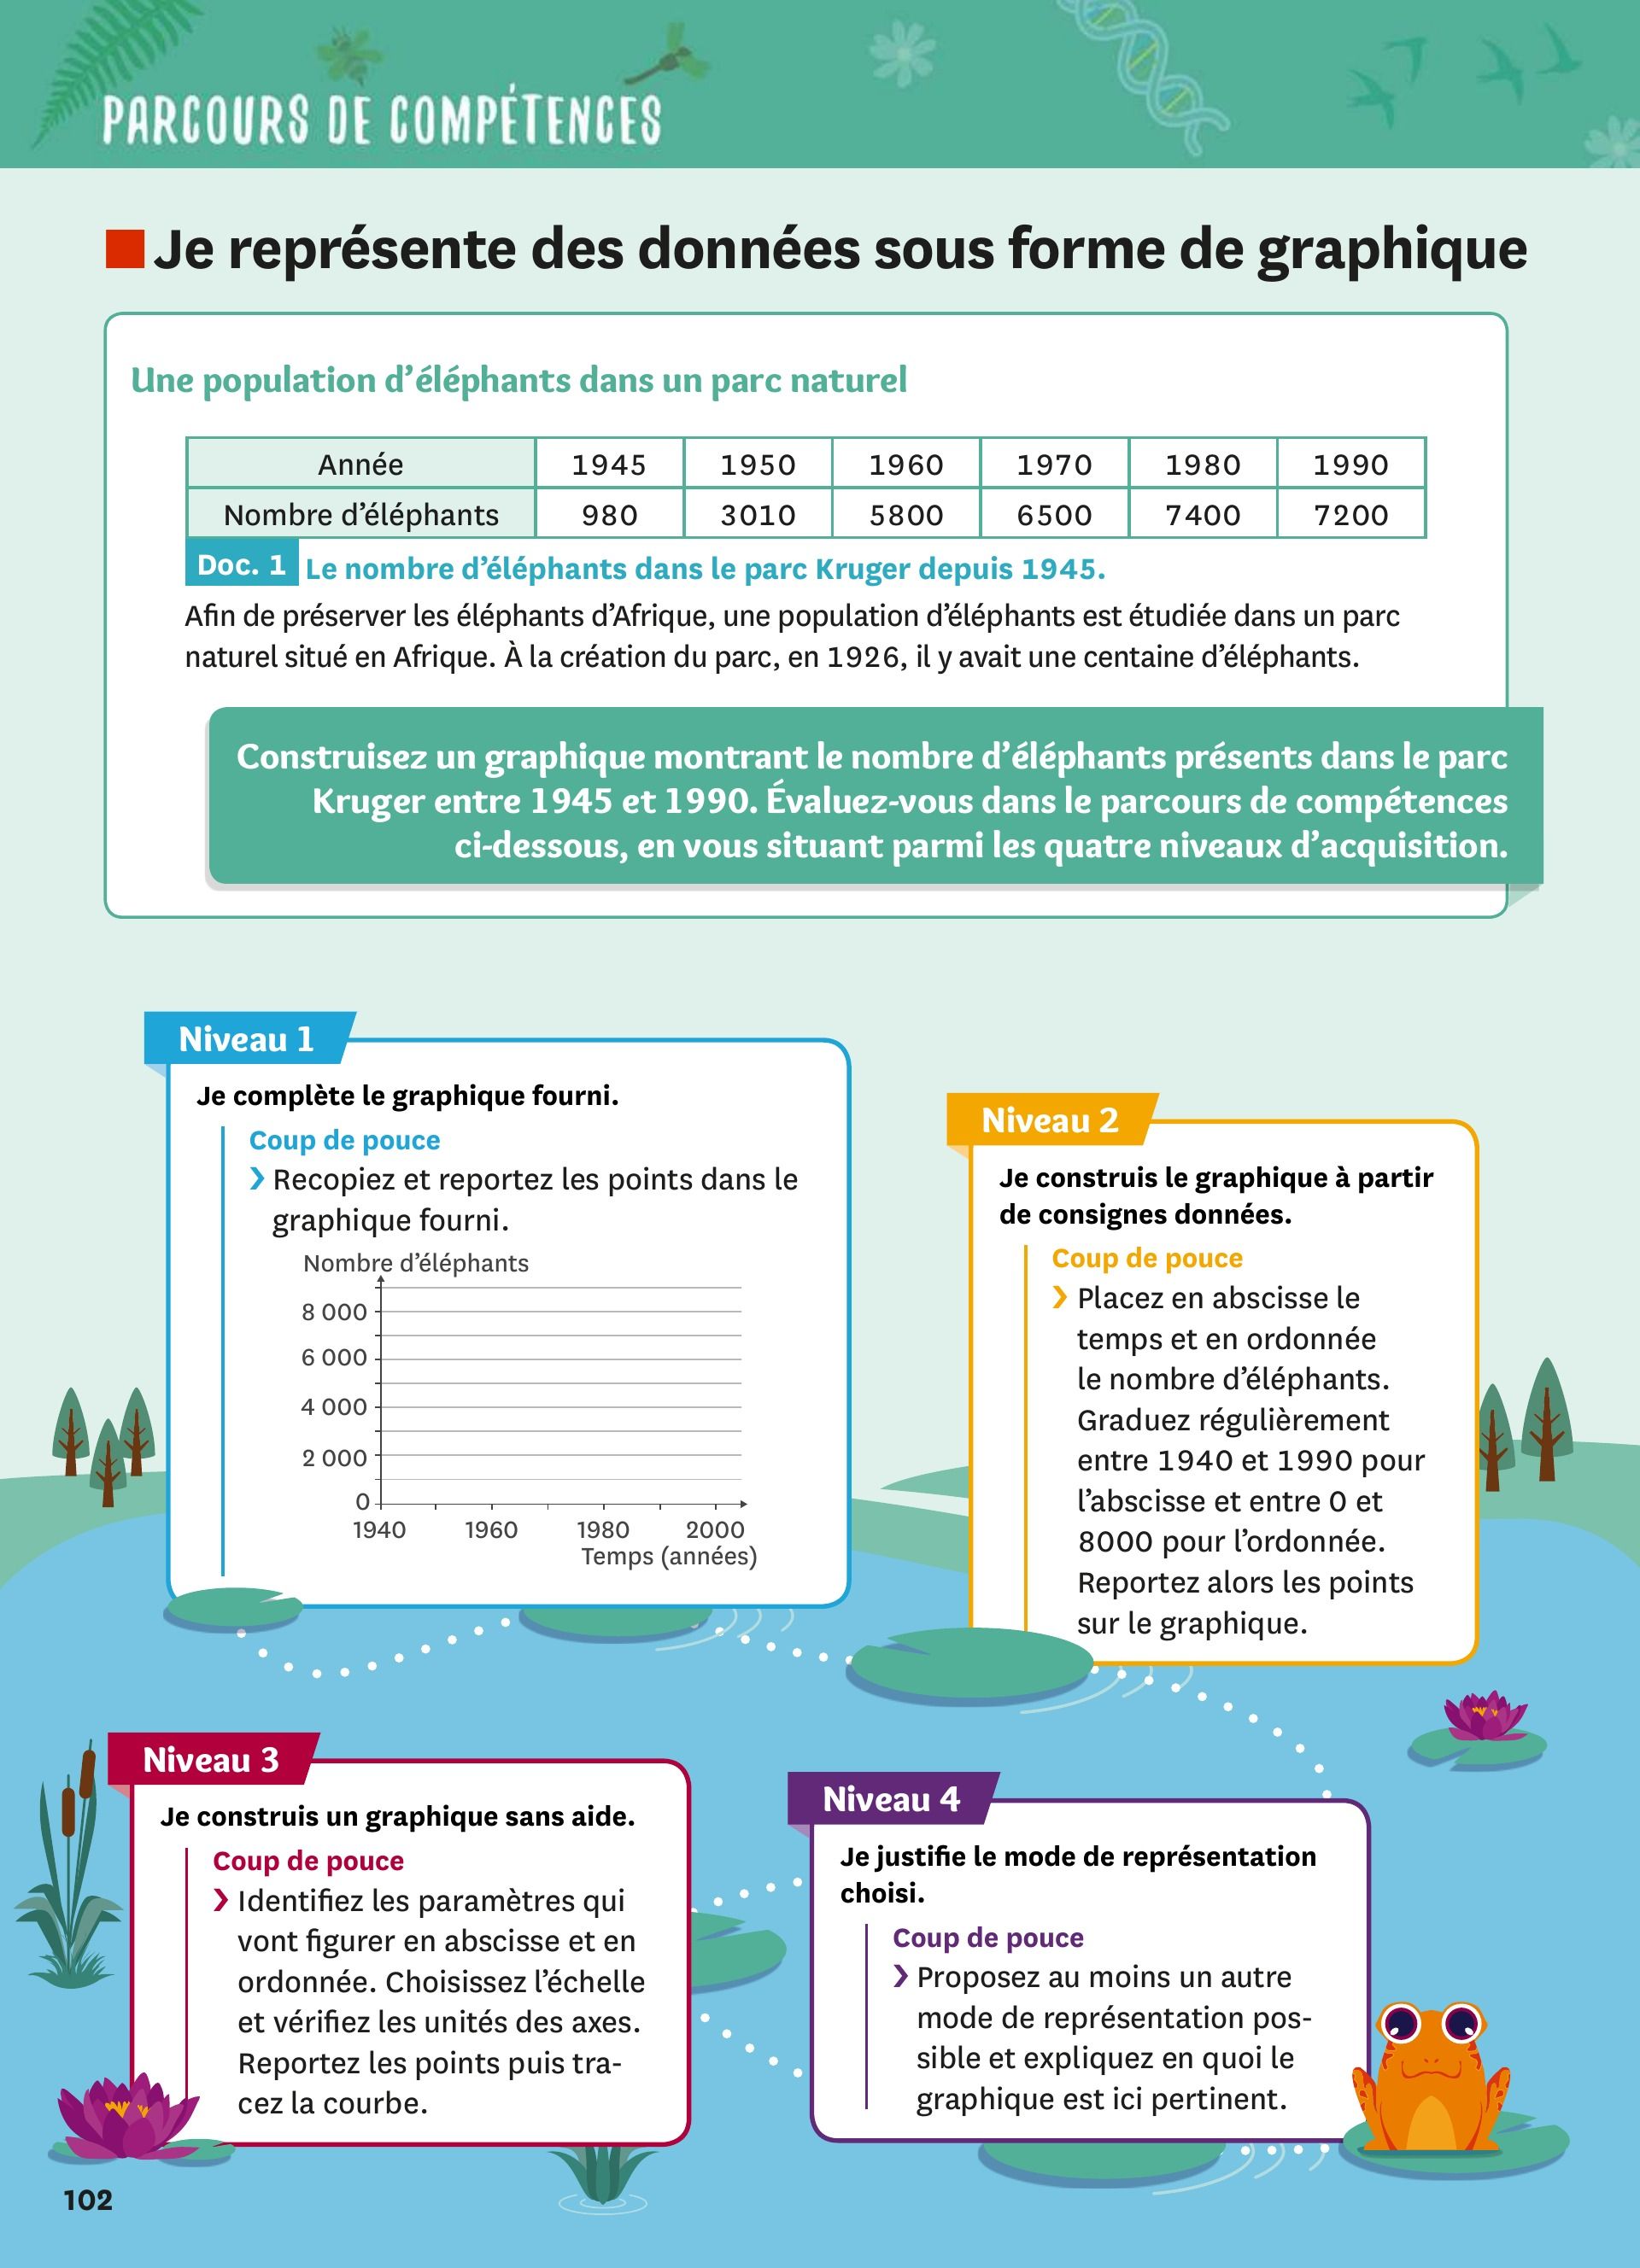 PARCOURS DE COMPÉTENCES
Je représente des données sous forme de graphique
Une population d'éléphants dans un parc naturel
Année 1945 1950 1960 1970 1980 1990
Nombre d'éléphants 980 3010 5800 6500 7400 7200
Doc. 1 Le nombre d'éléphants dans le parc Kruger depuis 1945.
Afin de préserver les éléphants d'Afrique, une population d'éléphants est étudiée dans un parc
naturel situé en Afrique. À la création du parc, en 1926, il y avait une centaine d'éléphants.
Construisez un graphique montrant le nombre d'éléphants présents dans le parc
Kruger entre 1945 et 1990. Évaluez-vous dans le parcours de compétences
ci-dessous, en vous situant parmi les quatre niveaux d'acquisition.
Niveau 1
Je complète le graphique fourni.
Coup de pouce
› Recopiez et reportez les points dans le
graphique fourni.
Nombre d'éléphants
8 000
6 000
4 000
2 000
0
1940 1960 1980 2000
Temps (années)
Niveau 2
Je construis le graphique à partir
de consignes données.
Coup de pouce
› Placez en abscisse le
temps et en ordonnée
le nombre d'éléphants.
Graduez régulièrement
entre 1940 et 1990 pour
l'abscisse et entre 0 et
8000 pour l'ordonnée.
Reportez alors les points
sur le graphique.
Niveau 3
Je construis un graphique sans aide.
Coup de pouce
› Identifiez les paramètres qui
vont figurer en abscisse et en
ordonnée. Choisissez l'échelle
et vérifiez les unités des axes.
Reportez les points puis tra-
cez la courbe.
Niveau 4
Je justifie le mode de représentation
choisi.
Coup de pouce
› Proposez au moins un autre
mode de représentation pos-
sible et expliquez en quoi le
graphique est ici pertinent.
102